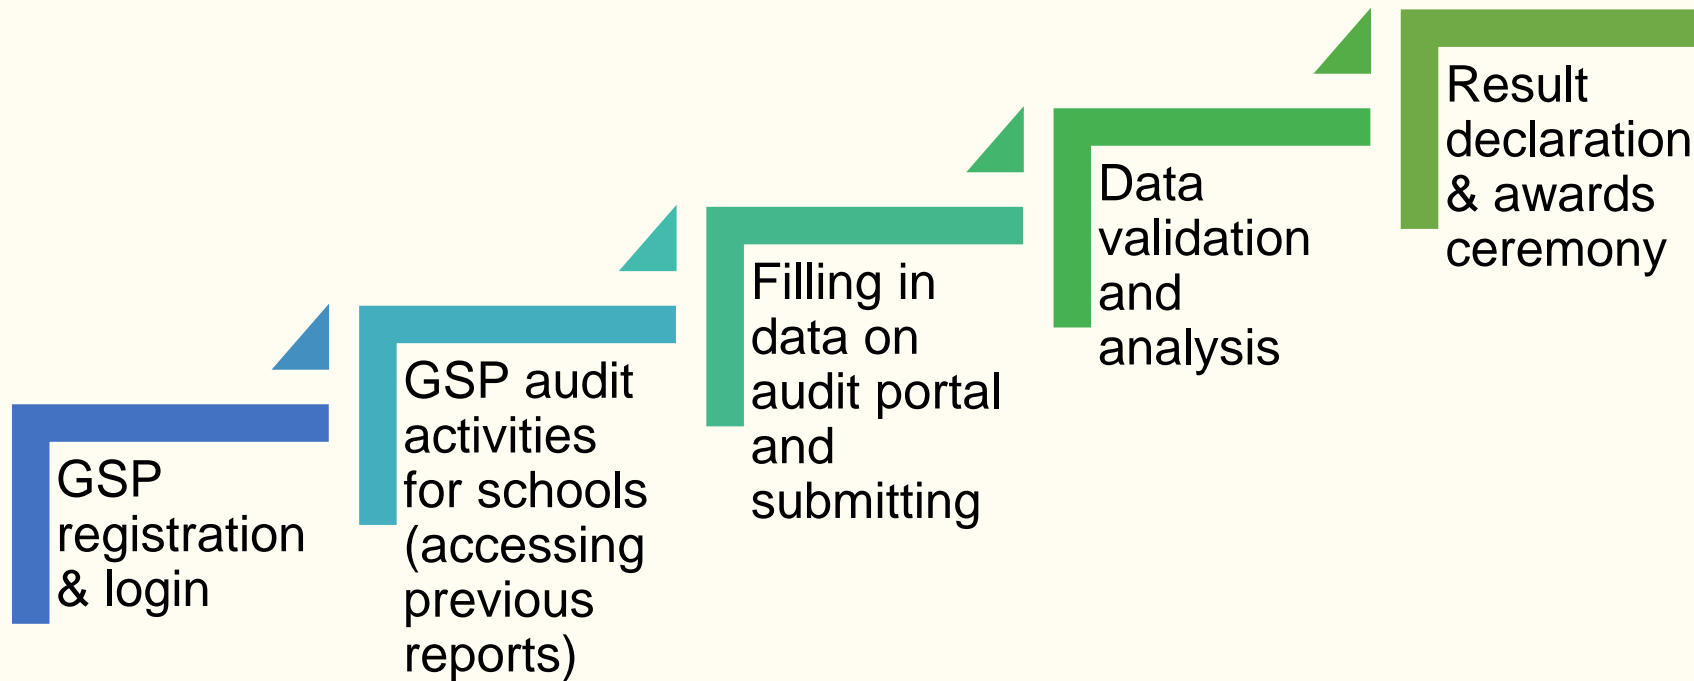 GSP
registration
& login
GSP audit
activities
for schools
(accessing
previous
reports)
Filling in
data on
audit portal
and
submitting
Data
validation
and
analysis
Result
declaration
& awards
ceremony